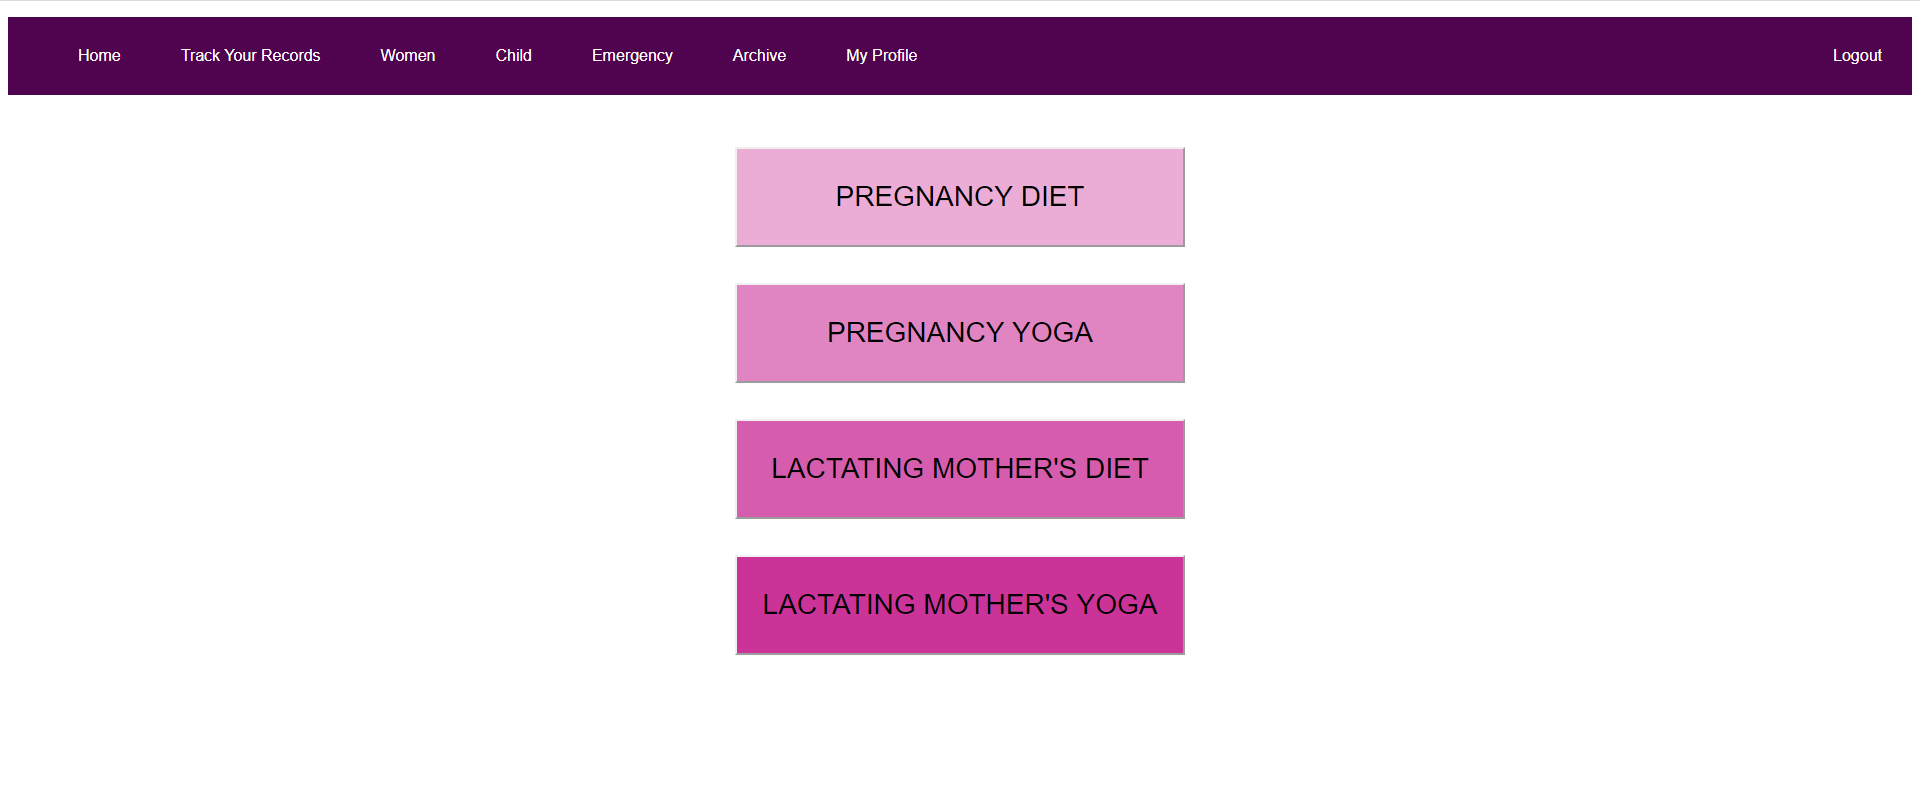 Home Track Your Records Women Child Emergency Archive My Profile Logout
PREGNANCY DIET
PREGNANCY YOGA
LACTATING MOTHER'S DIET
LACTATING MOTHER'S YOGA